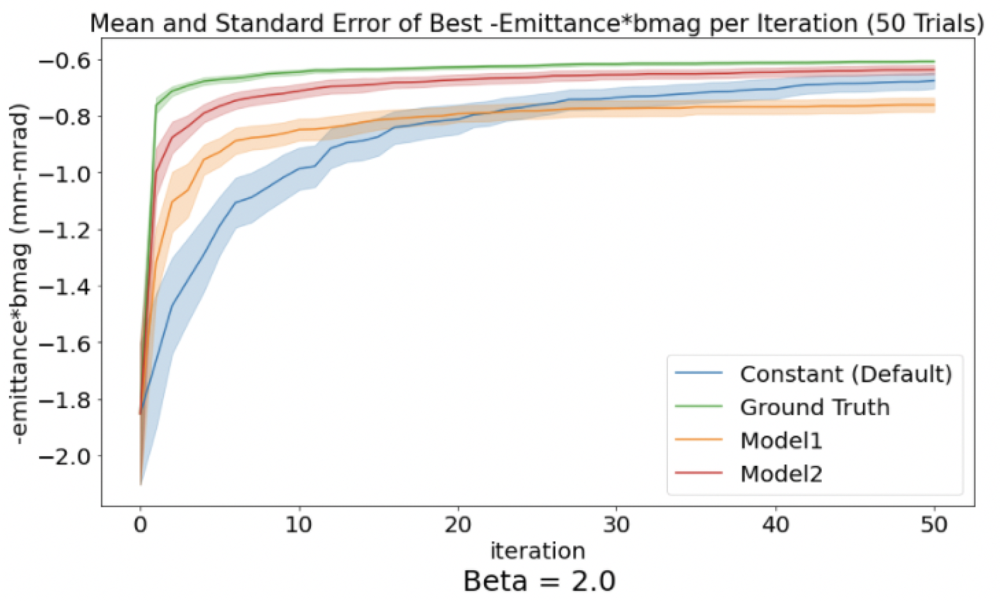 Mean and Standard Error of Best -Emittance*bmag per Iteration (50 Trials)
-emittance*bmag (mm-mrad)
−0.6
−0.8
−1.0
−1.2
−1.4
−1.6
−1.8
−2.0
Constant (Default)
Ground Truth
Model1
Model2
0 10 20 30 40 50
iteration
Beta = 2.0